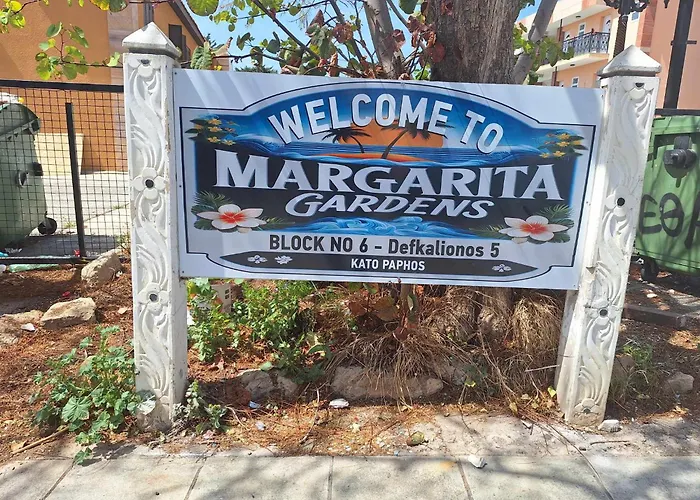 WELCOME TO
MARGARITA
GARDENS
BLOCK NO 6 - Defkalionos 5
KATO PAPHOS